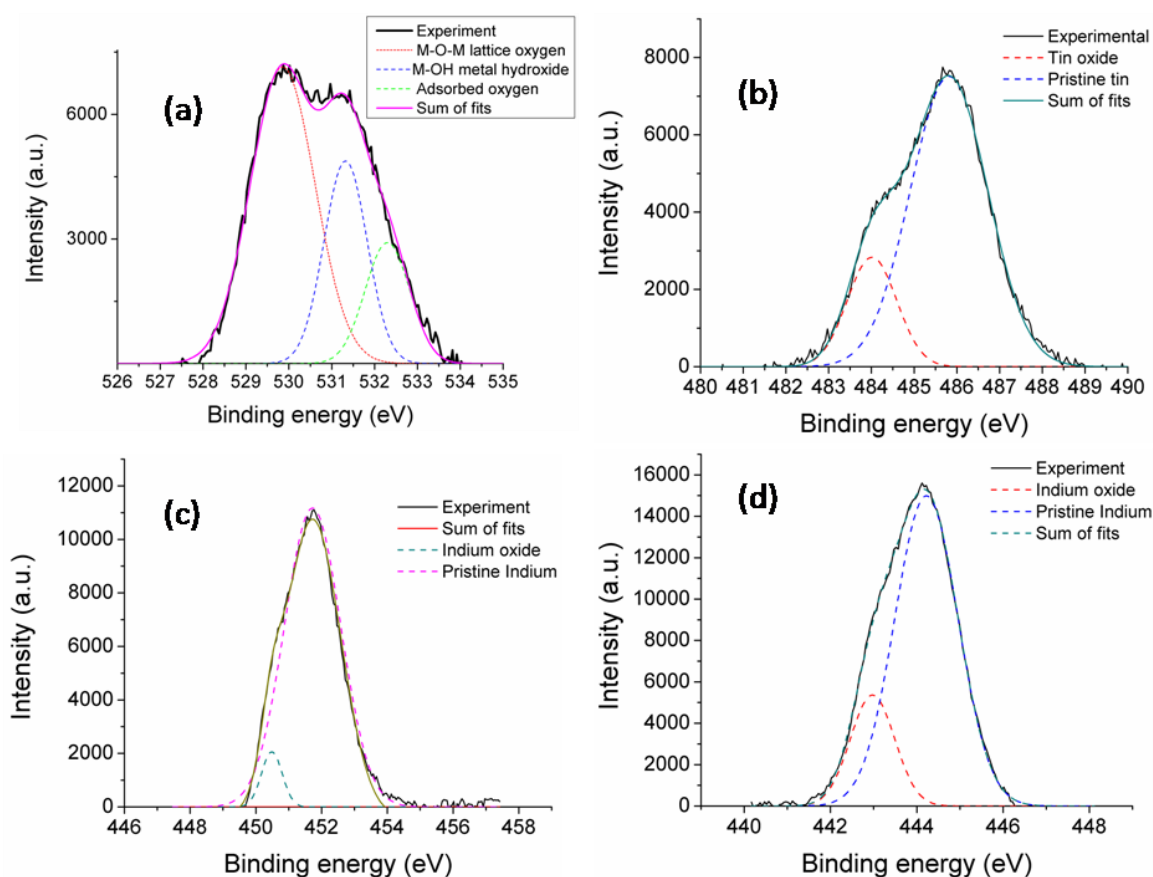 (a)
Experiment
M-O-M lattice oxygen
M-OH metal hydroxide
Adsorbed oxygen
Sum of fits
6000
3000
Intensity (a.u.)
526 527 528 529 530 531 532 533 534 535
Binding energy (eV)
(b)
Experimental
Tin oxide
Pristine tin
Sum of fits
8000
6000
4000
2000
0
Intensity (a.u.)
480 481 482 483 484 485 486 487 488 489 490
Binding energy (eV)
(c)
Experiment
Sum of fits
Indium oxide
Pristine Indium
12000
10000
8000
6000
4000
2000
0
Intensity (a.u.)
446 448 450 452 454 456 458
Binding energy (eV)
(d)
Experiment
Indium oxide
Pristine Indium
Sum of fits
16000
14000
12000
10000
8000
6000
4000
2000
0
Intensity (a.u.)
440 442 444 446 448
Binding energy (eV)